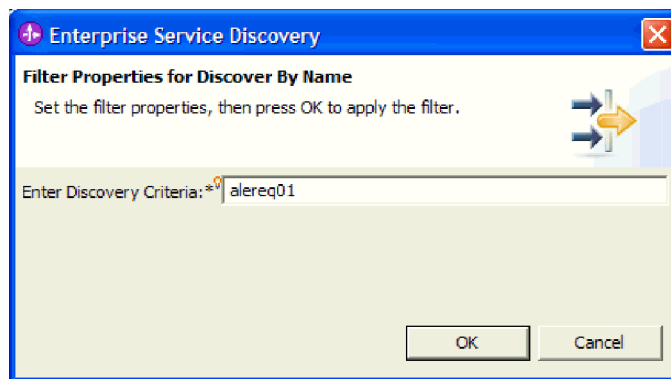 Enterprise Service Discovery
Filter Properties for Discover By Name
Set the filter properties, then press OK to apply the filter.
Enter Discovery Criteria:* alereq01
OK Cancel